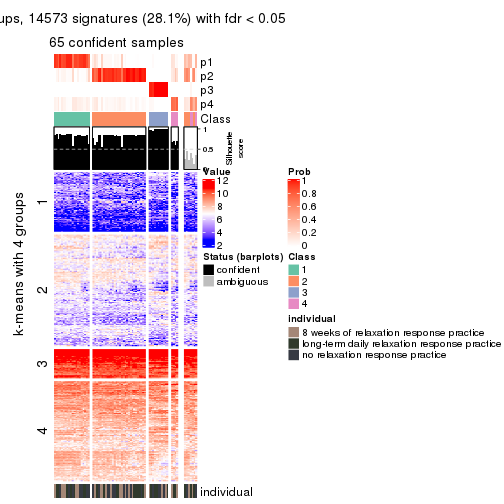 ups, 14573 signatures (28.1%) with fdr < 0.05
65 confident samples
p1
p2
p3
p4
Class
1
0.5
0
Silhouette
score
k-means with 4 groups
1
2
3
4
individual
Value
12
10
8
6
4
2
Prob
1
0.8
0.6
0.4
0.2
0
Status (barplots)
confident
ambiguous
Class
1
2
3
4
individual
8 weeks of relaxation response practice
long-term daily relaxation response practice
no relaxation response practice